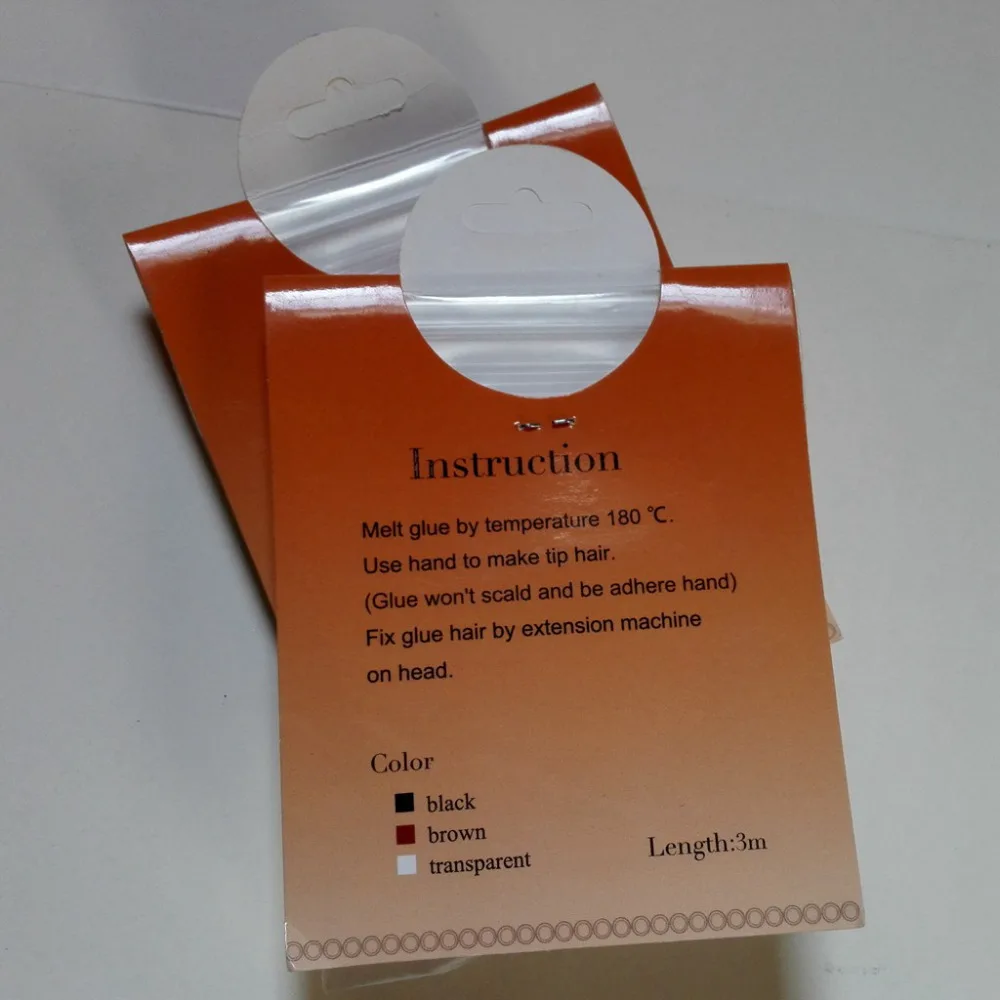 Instruction
Melt glue by temperature 180 ℃.
Use hand to make tip hair.
(Glue won't scald and be adhere hand)
Fix glue hair by extension machine
on head.
Color
black
brown
transparent
Length:3m